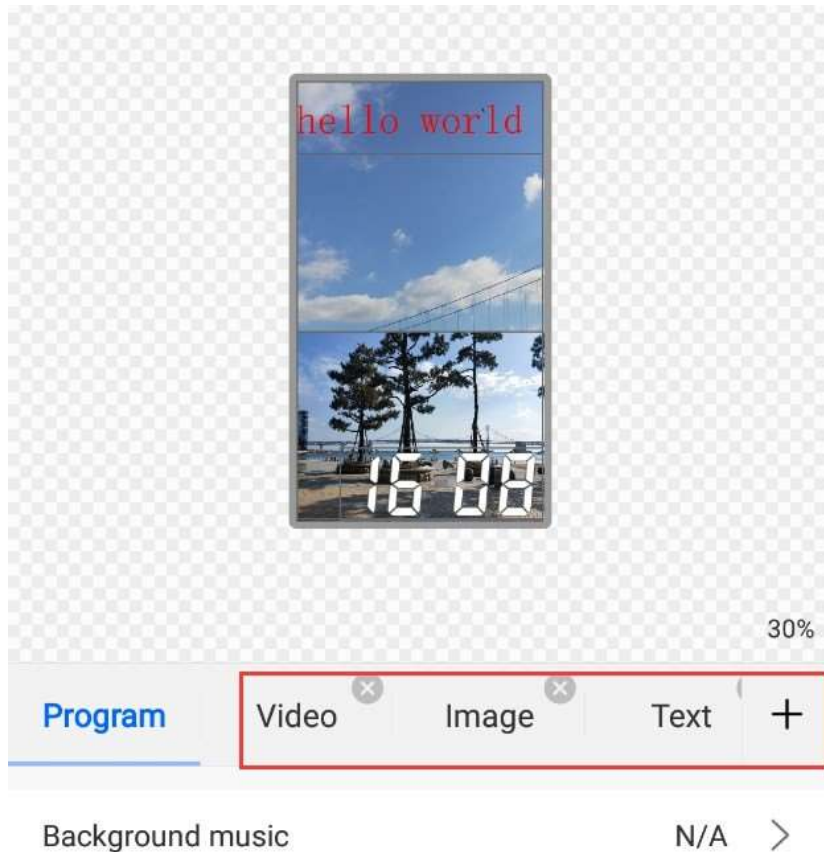 hello world
16 08
30%
Program Video Image Text +
Background music N/A >